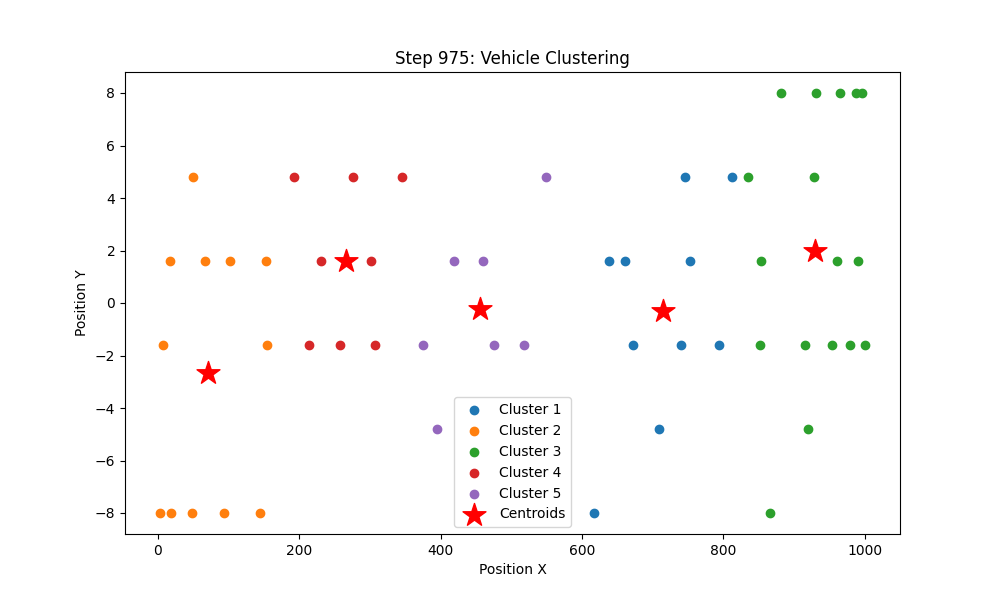 Step 975: Vehicle Clustering
Position Y
8
6
4
2
0
−2
−4
−6
−8
0 200 400 600 800 1000
Position X
Cluster 1
Cluster 2
Cluster 3
Cluster 4
Cluster 5
Centroids